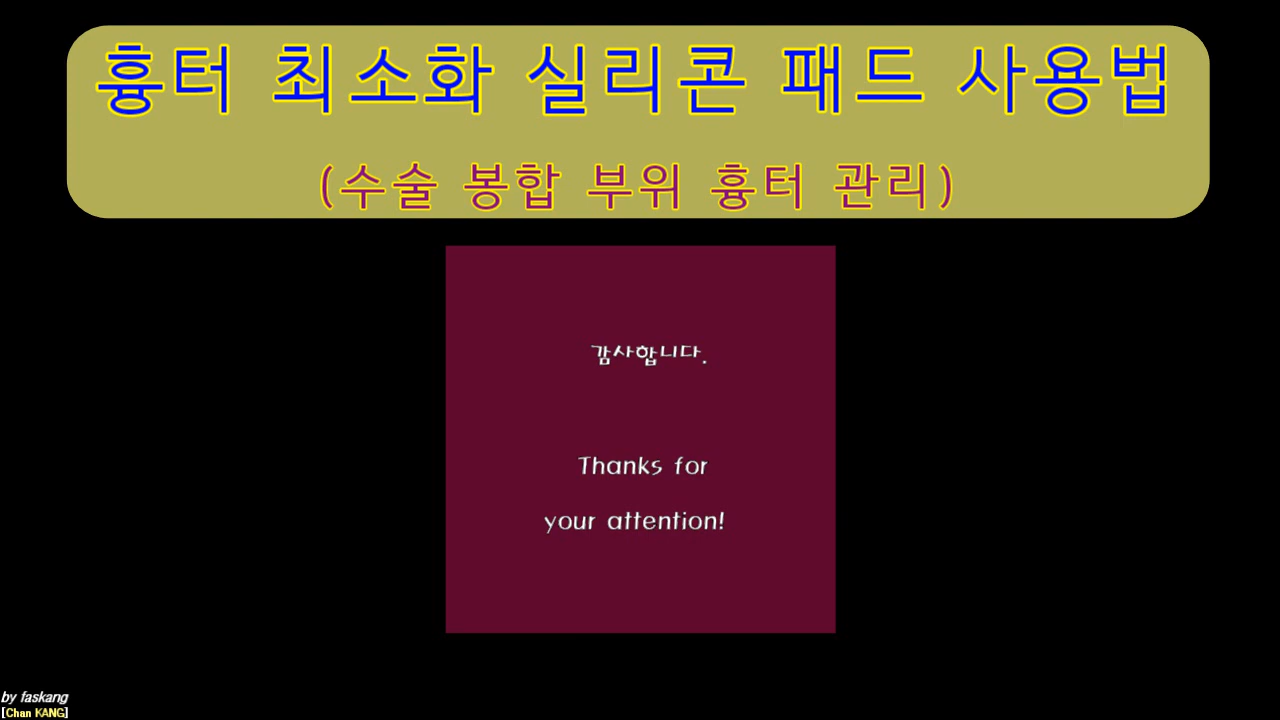 흉터 최소화 실리콘 패드 사용법
(수술 봉합 부위 흉터 관리)
감사합니다.
Thanks for
your attention!
by faskang
[Chan KANG]